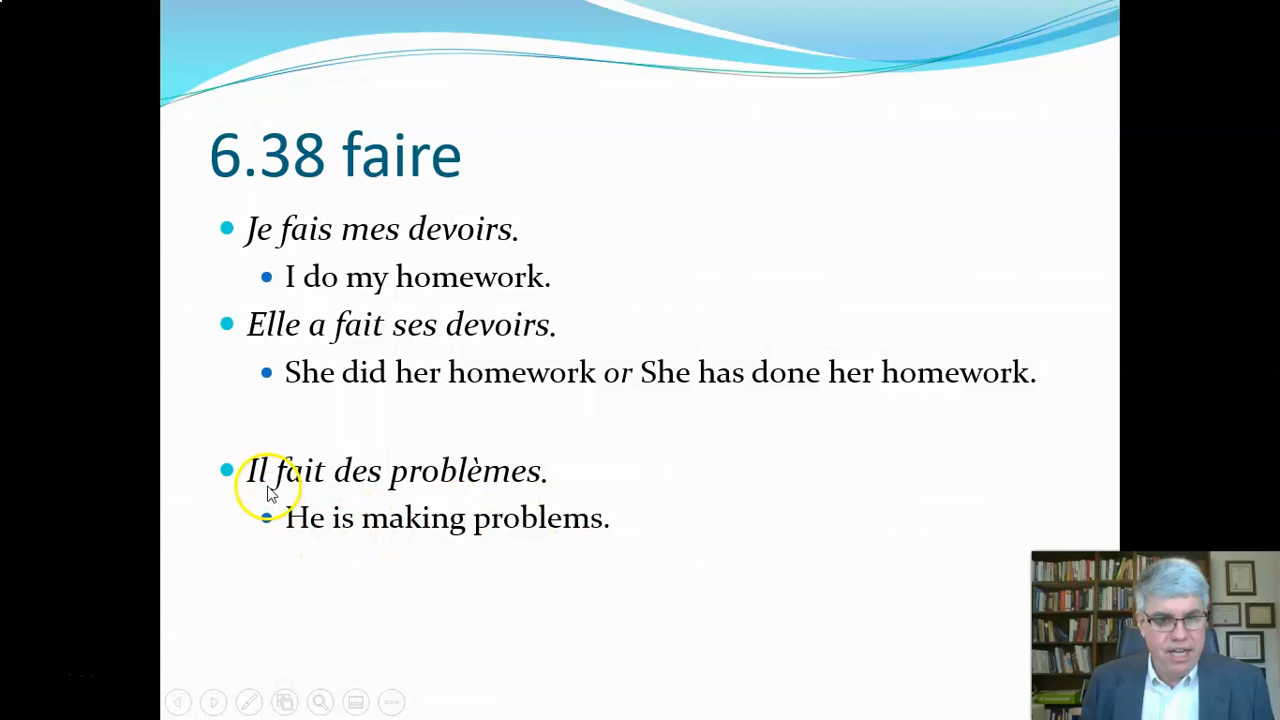 6.38 faire
Je fais mes devoirs.
I do my homework.
Elle a fait ses devoirs.
She did her homework or She has done her homework.
Il fait des problèmes.
He is making problems.